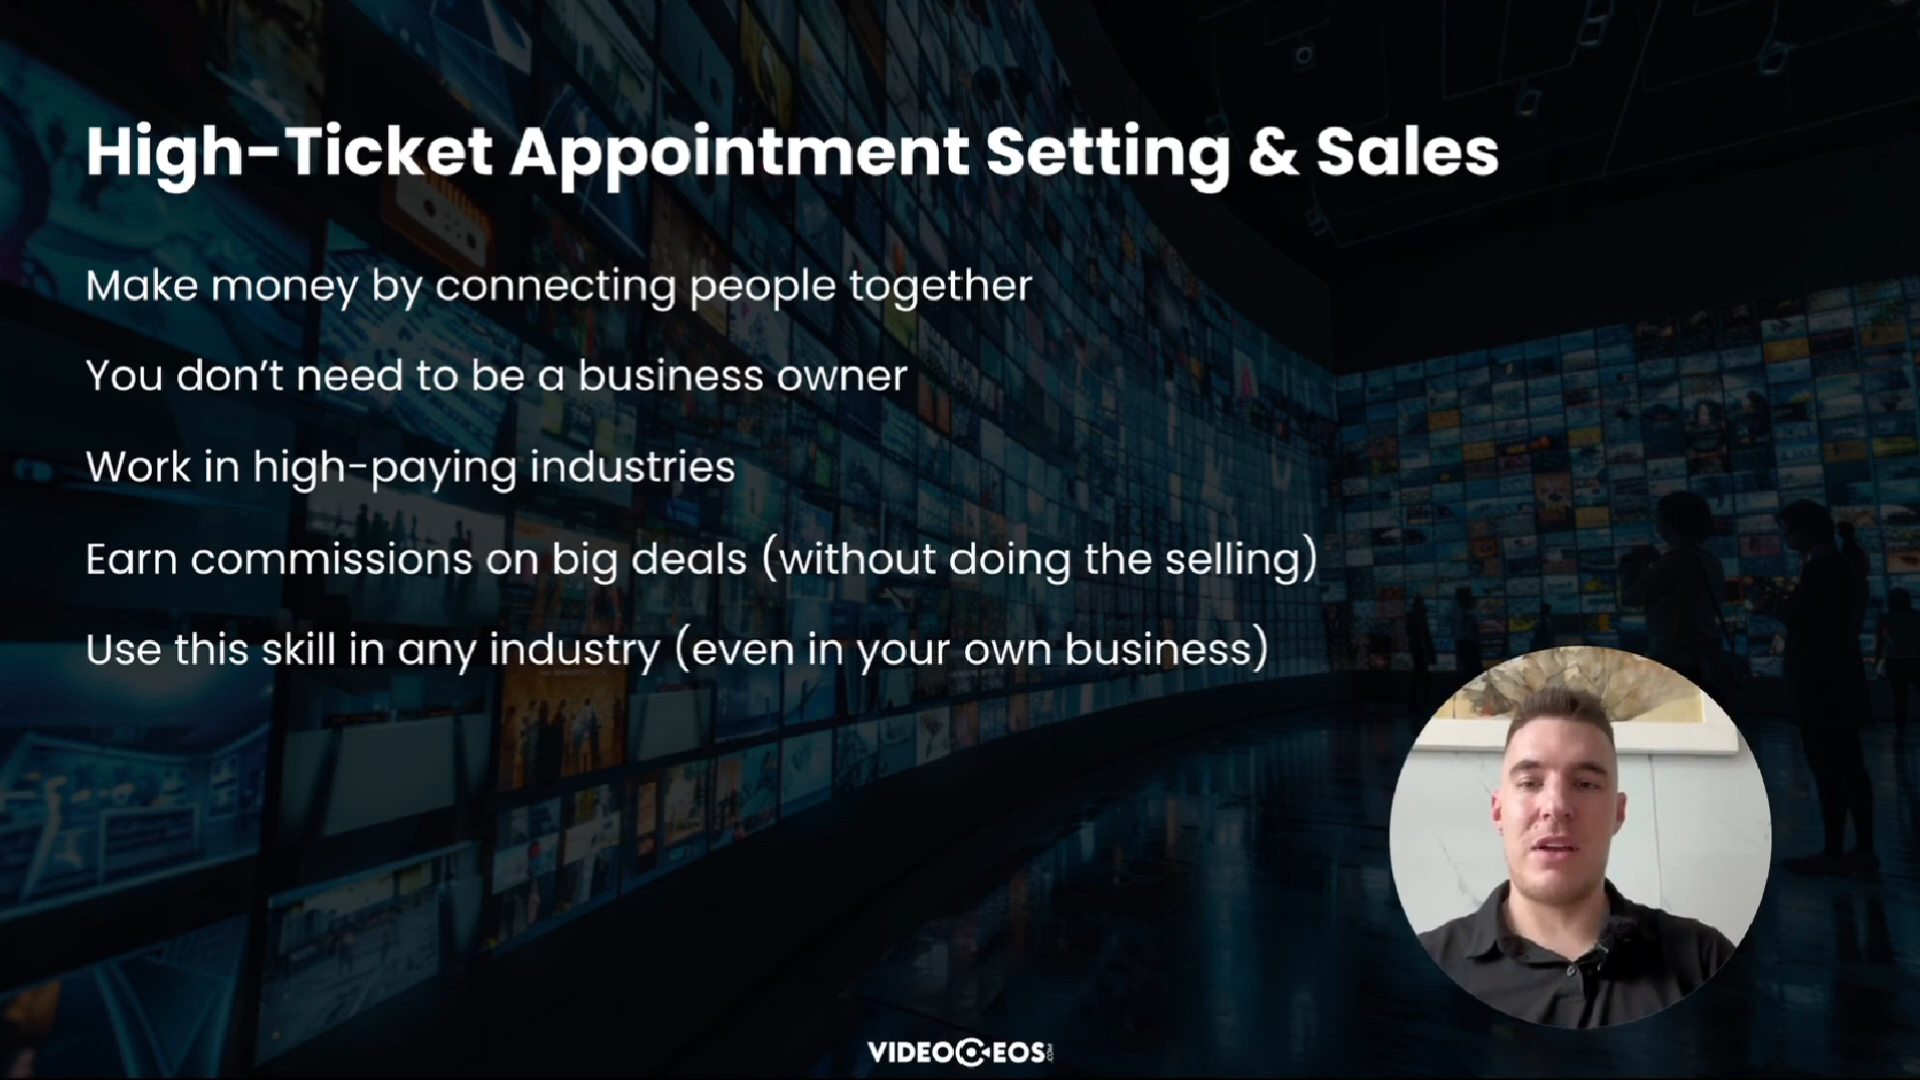 High-Ticket Appointment Setting & Sales
Make money by connecting people together
You don’t need to be a business owner
Work in high-paying industries
Earn commissions on big deals (without doing the selling)
Use this skill in any industry (even in your own business)
VIDEOCEOS